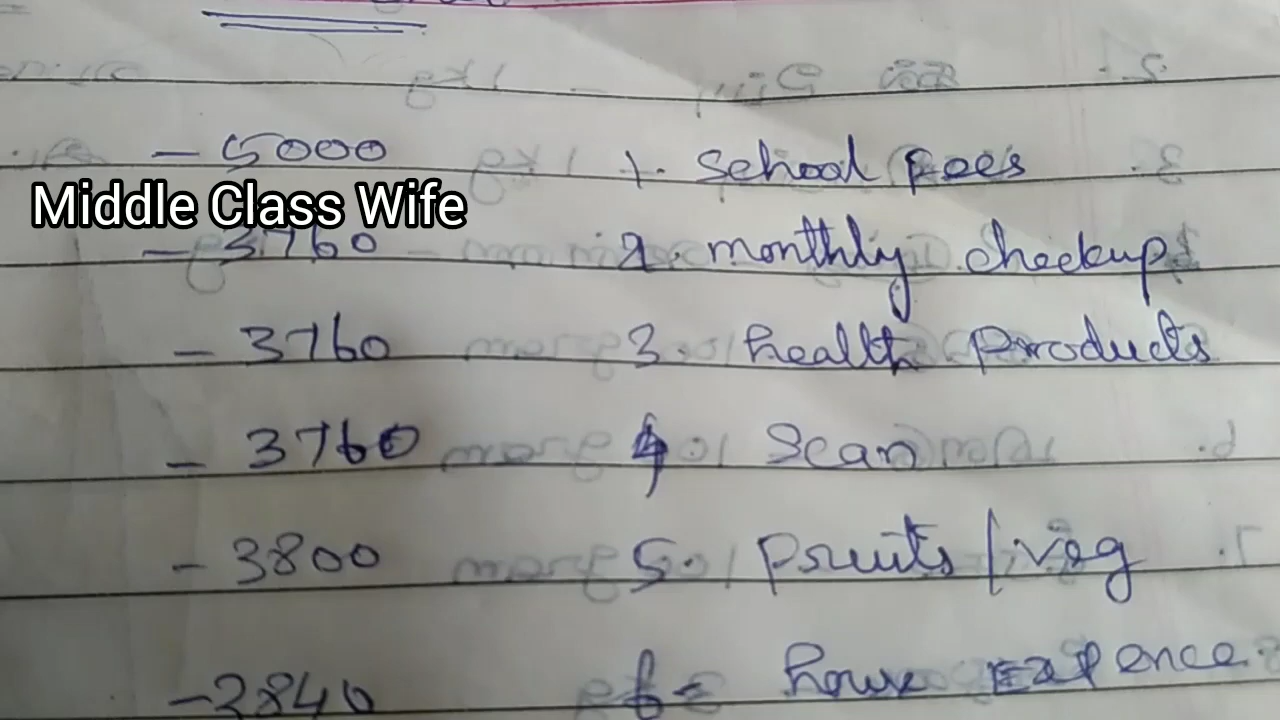 - 5000 1. School fees
Middle Class Wife
- 3760 2. monthly checkup
- 3760 3. health products
- 3760 4 Scan
- 3800 5. fruits / veg
- 2840 6- house Expence.